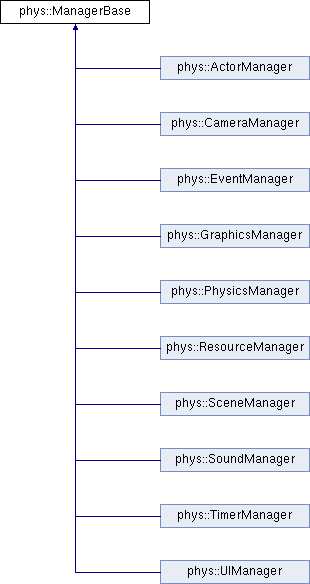 phys::ManagerBase
phys::ActorManager
phys::CameraManager
phys::EventManager
phys::GraphicsManager
phys::PhysicsManager
phys::ResourceManager
phys::SceneManager
phys::SoundManager
phys::TimerManager
phys::UIManager